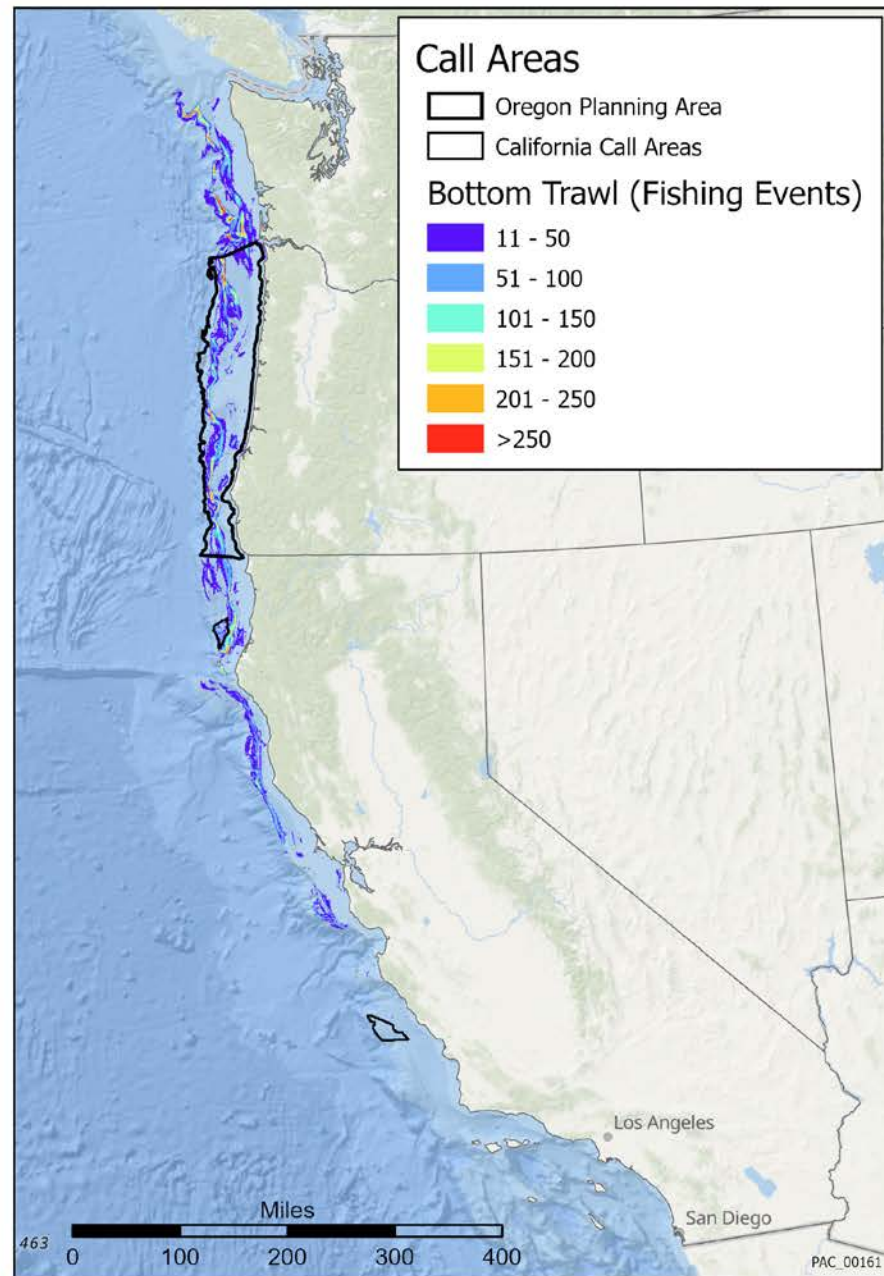 Call Areas
Oregon Planning Area
California Call Areas
Bottom Trawl (Fishing Events)
11 - 50
51 - 100
101 - 150
151 - 200
201 - 250
>250
Los Angeles
San Diego
Miles
463
0 100 200 300 400
PAC_00161